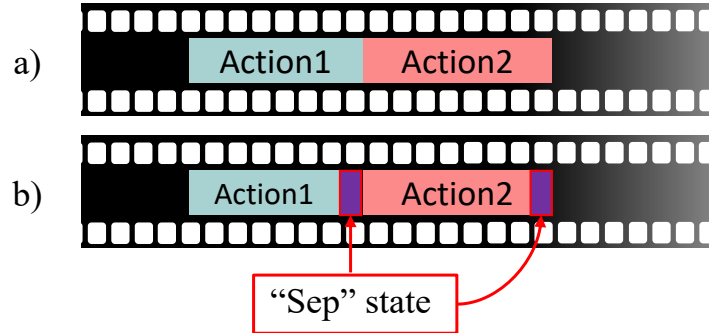 a)
Action1 Action2
b)
Action1 Action2
“Sep” state